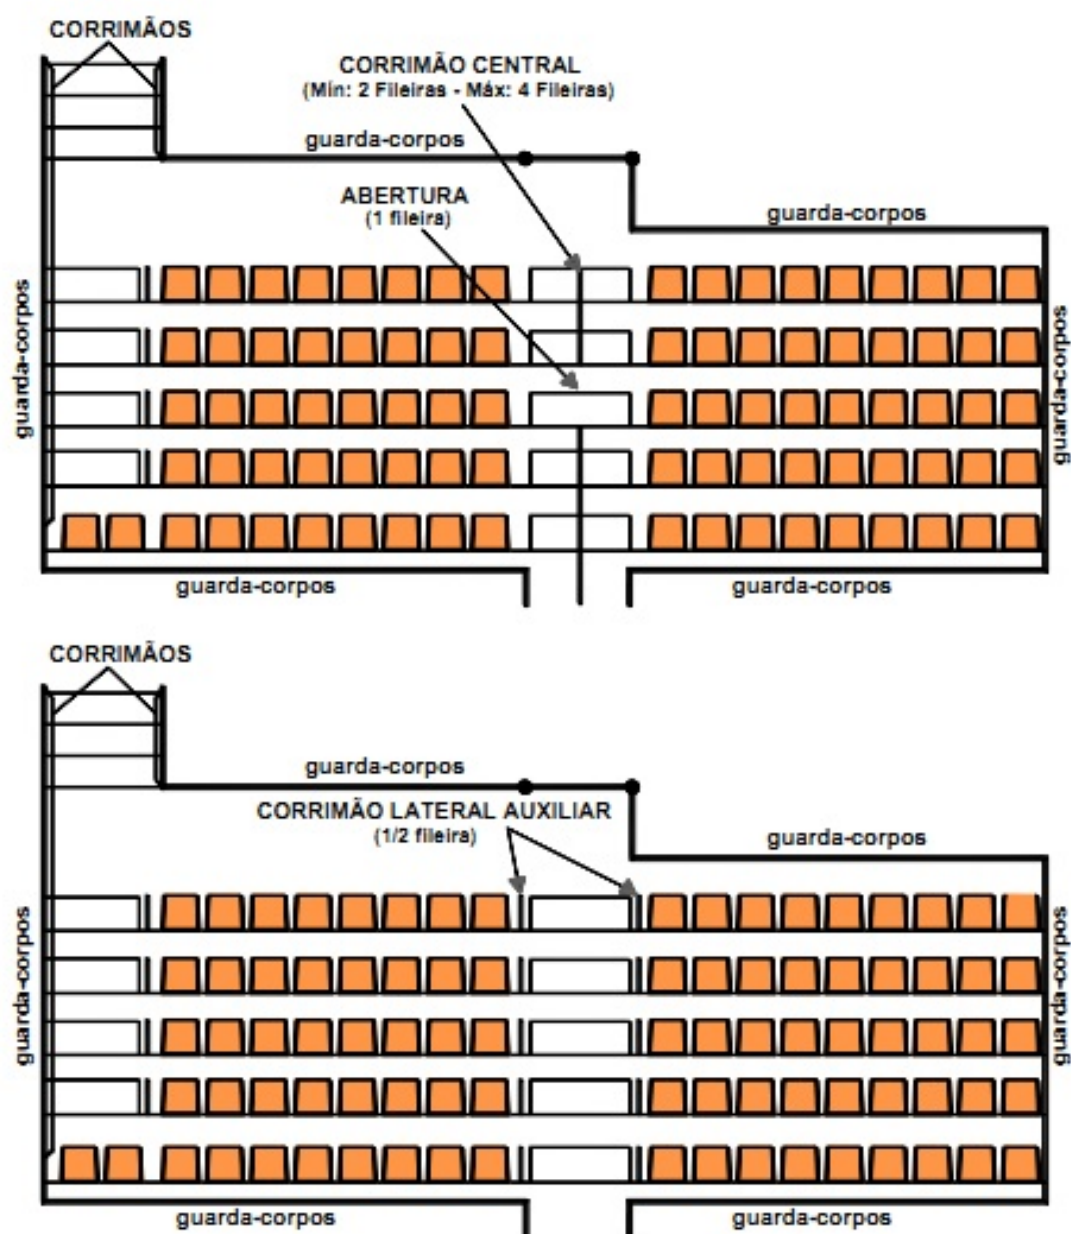 CORRIMÃOS
CORRIMÃO CENTRAL
(Mín: 2 Fileiras - Máx: 4 Fileiras)
guarda-corpos
ABERTURA
(1 fileira)
guarda-corpos
guarda-corpos
guarda-corpos
guarda-corpos
guarda-corpos
CORRIMÃOS
guarda-corpos
CORRIMÃO LATERAL AUXILIAR
(1/2 fileira)
guarda-corpos
guarda-corpos
guarda-corpos
guarda-corpos
guarda-corpos